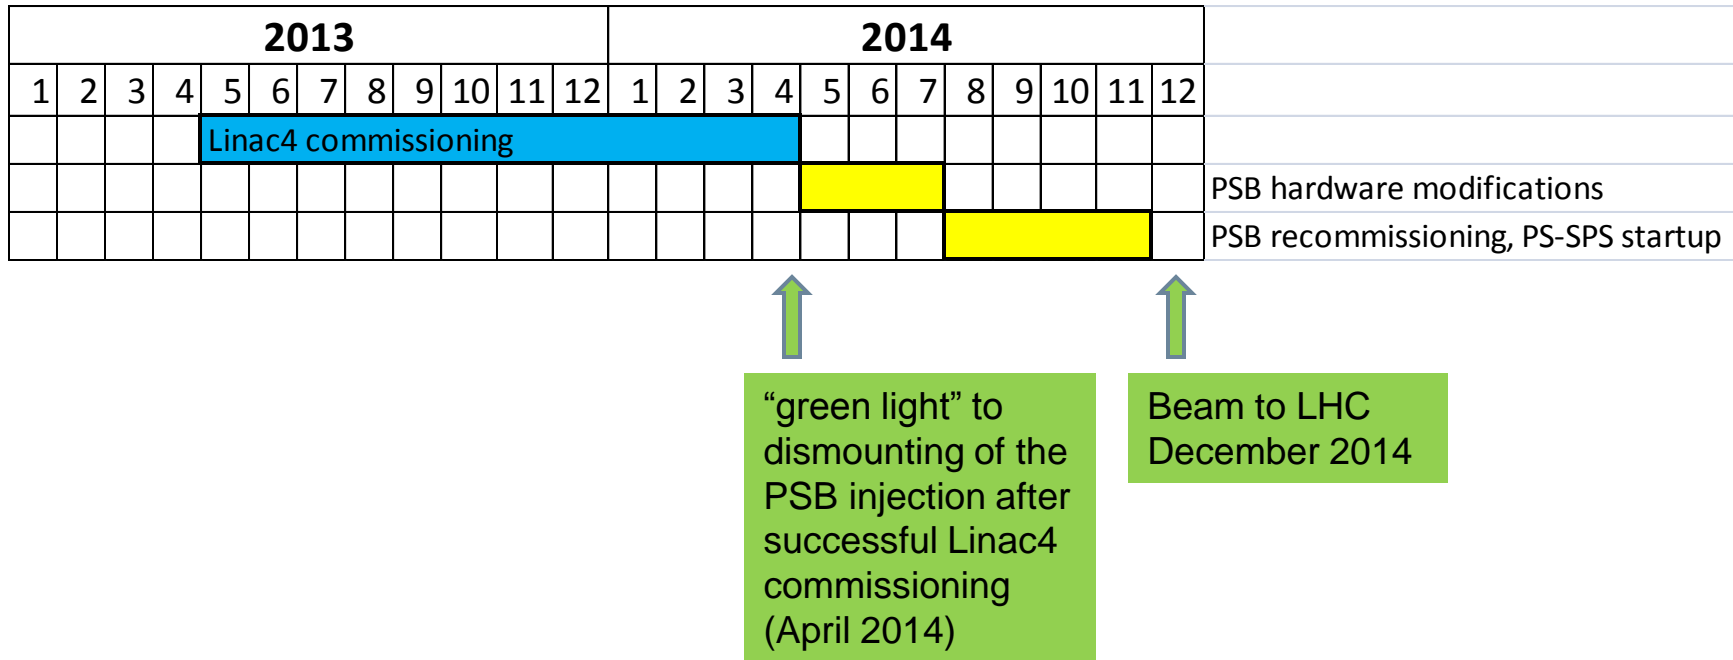 2013 2014
1 2 3 4 5 6 7 8 9 10 11 12 1 2 3 4 5 6 7 8 9 10 11 12
Linac4 commissioning
PSB hardware modifications
PSB recommissioning, PS-SPS startup
“green light” to
dismounting of the
PSB injection after
successful Linac4
commissioning
(April 2014)
Beam to LHC
December 2014